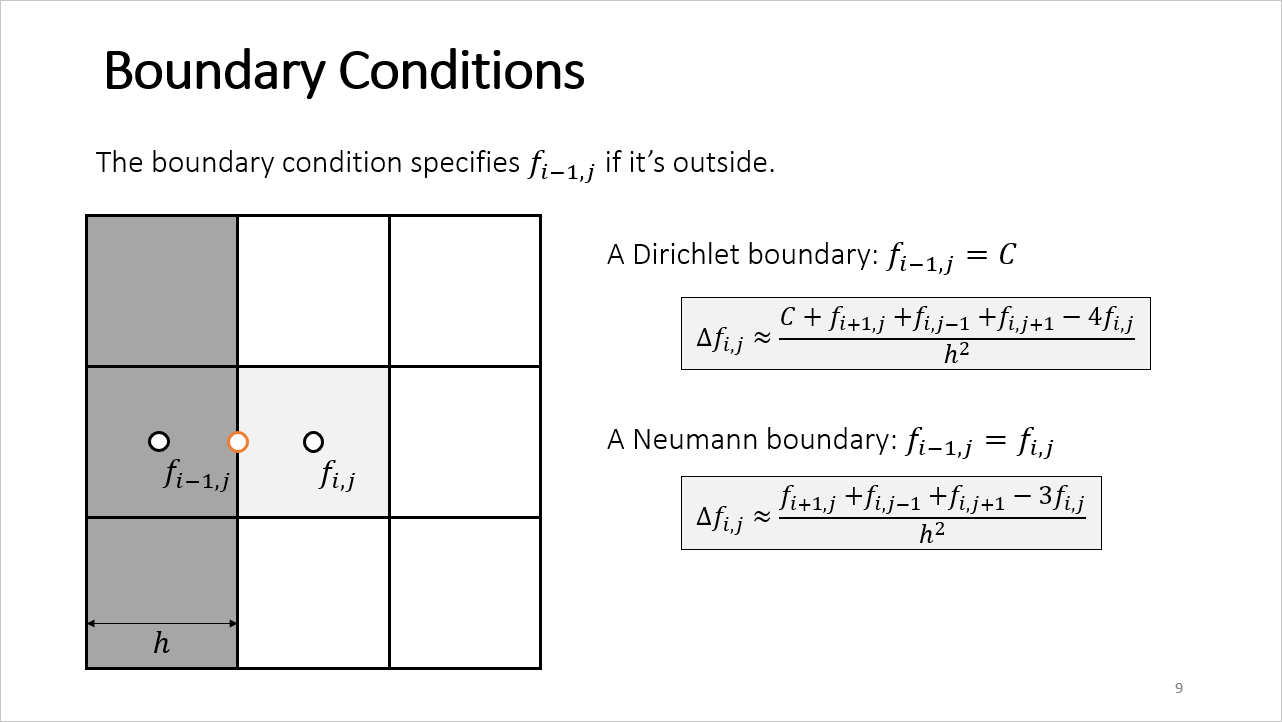 Boundary Conditions
The boundary condition specifies $f_{i-1,j}$ if it’s outside.
A Dirichlet boundary: $f_{i-1,j} = C$
$\Delta f_{i,j} \approx \frac{C + f_{i+1,j} + f_{i,j-1} + f_{i,j+1} - 4f_{i,j}}{h^2}$
A Neumann boundary: $f_{i-1,j} = f_{i,j}$
$\Delta f_{i,j} \approx \frac{f_{i+1,j} + f_{i,j-1} + f_{i,j+1} - 3f_{i,j}}{h^2}$
$f_{i-1,j}$
$f_{i,j}$
$h$
9